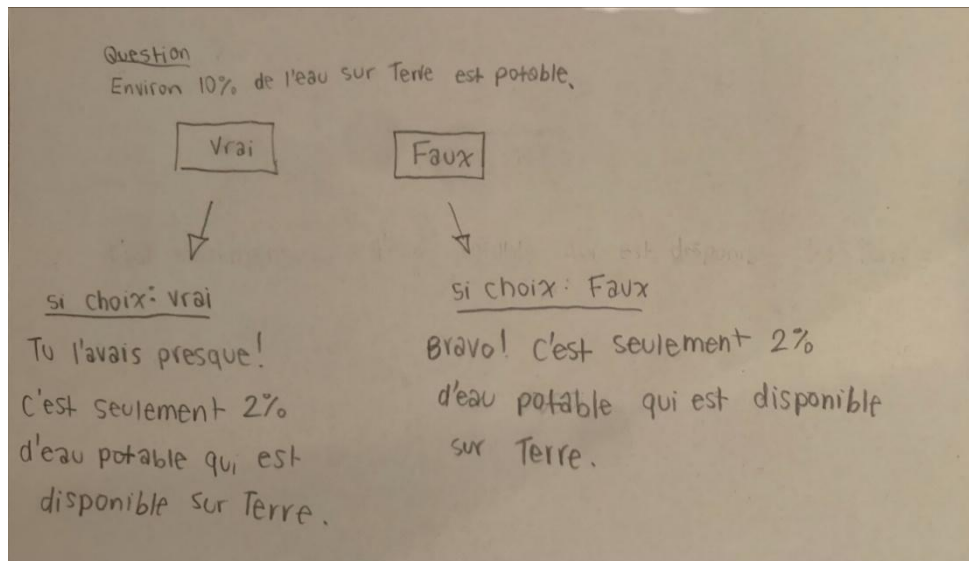 Question
Environ 10% de l'eau sur Terre est potable.
Vrai
Faux
si choix: vrai
Tu l'avais presque!
C'est seulement 2%
d'eau potable qui est
disponible sur Terre.
si choix: Faux
Bravo! C'est seulement 2%
d'eau potable qui est disponible
sur Terre.